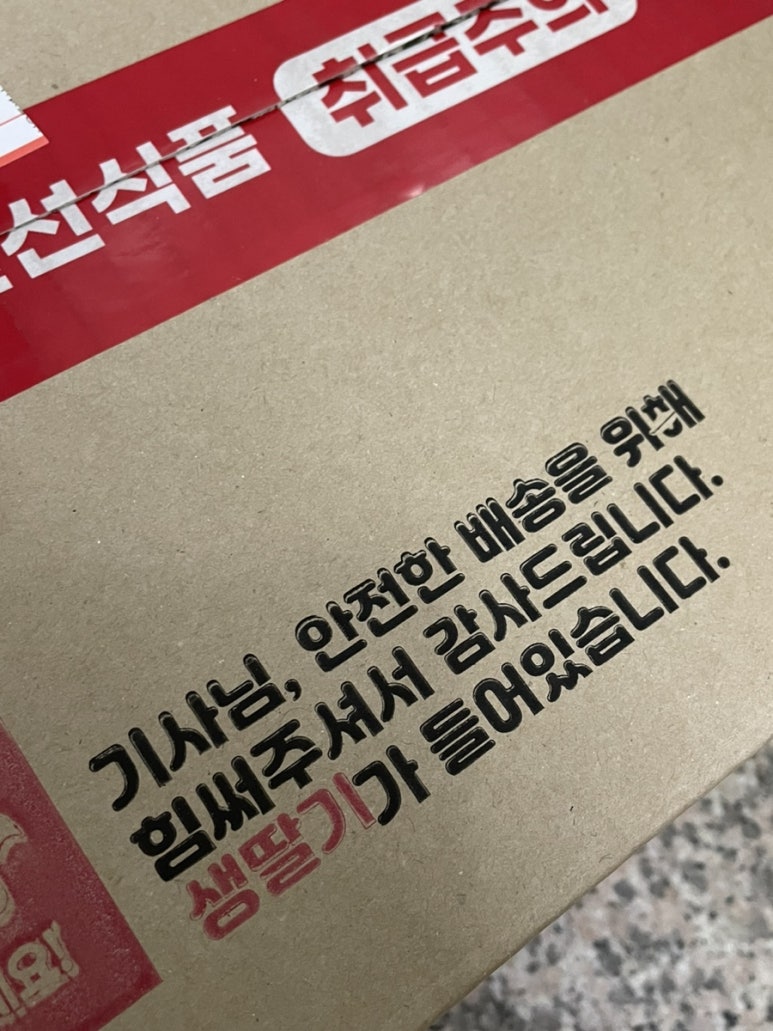 선식품 취급주의
기사님, 안전한 배송을 위해
힘써주셔서 감사드립니다.
생딸기가 들어있습니다.